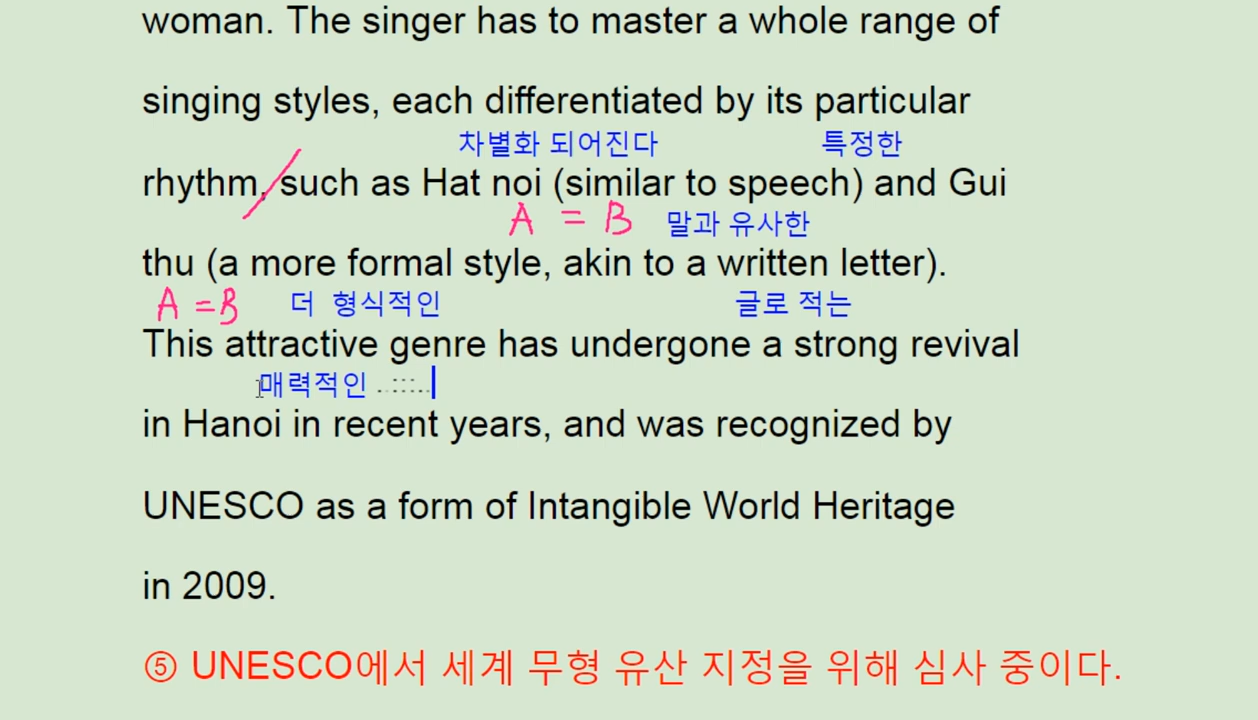 woman. The singer has to master a whole range of
singing styles, each differentiated by its particular
차별화 되어진다 특정한
rhythm, such as Hat noi (similar to speech) and Gui
A = B 말과 유사한
thu (a more formal style, akin to a written letter).
A = B 더 형식적인 글로 적는
This attractive genre has undergone a strong revival
매력적인
in Hanoi in recent years, and was recognized by
UNESCO as a form of Intangible World Heritage
in 2009.
⑤ UNESCO에서 세계 무형 유산 지정을 위해 심사 중이다.